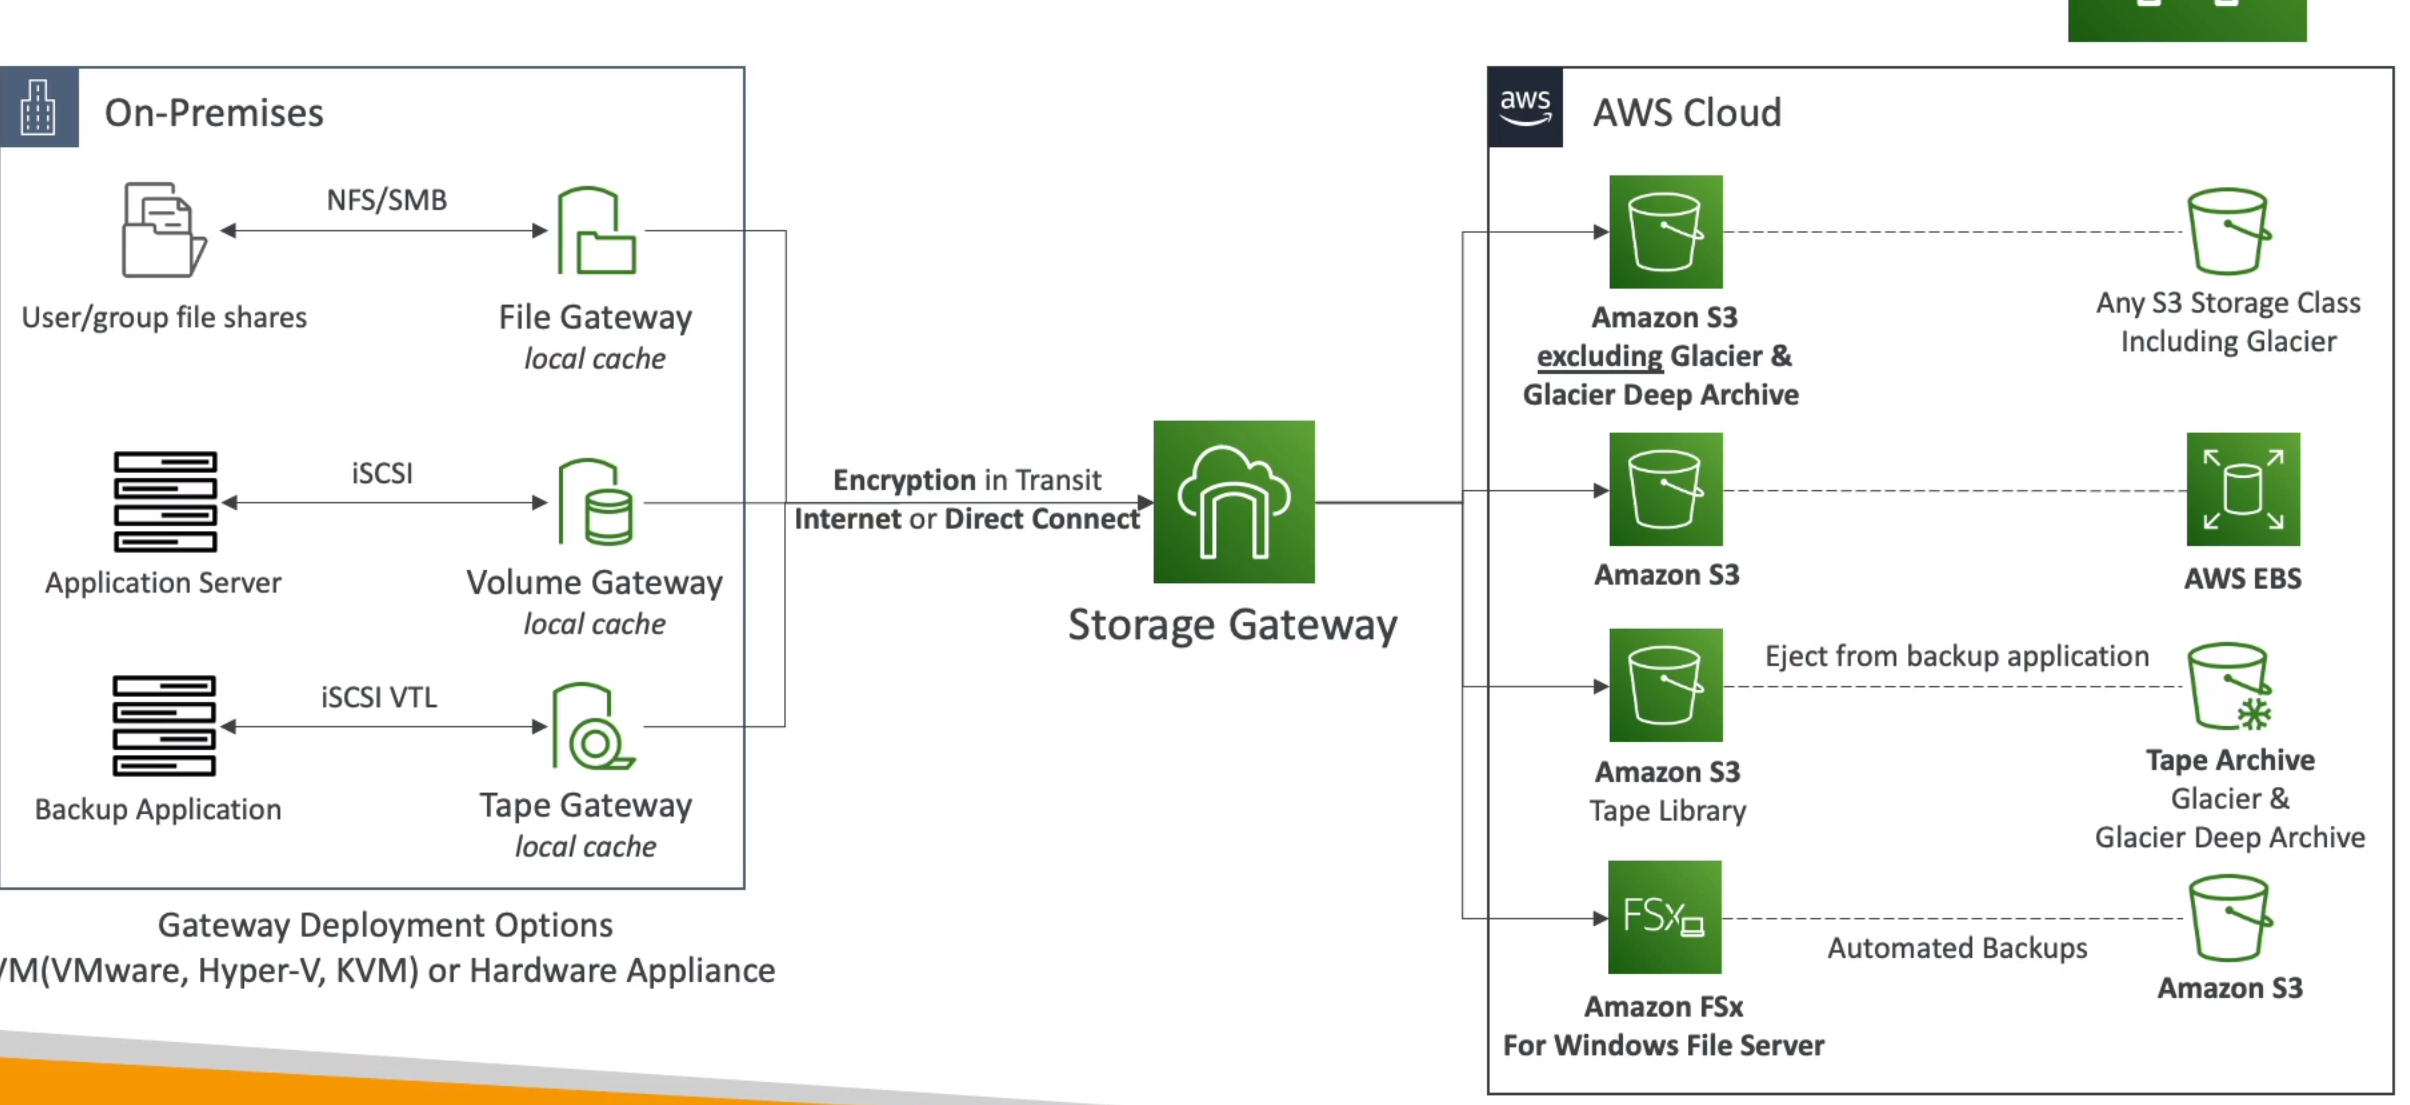 On-Premises
NFS/SMB
User/group file shares
File Gateway
local cache
iSCSI
Application Server
Volume Gateway
local cache
iSCSI VTL
Backup Application
Tape Gateway
local cache
Gateway Deployment Options
VM(VMware, Hyper-V, KVM) or Hardware Appliance
Encryption in Transit
Internet or Direct Connect
Storage Gateway
aws
AWS Cloud
Amazon S3
excluding Glacier &
Glacier Deep Archive
Any S3 Storage Class
Including Glacier
Amazon S3
AWS EBS
Amazon S3
Tape Library
Eject from backup application
Tape Archive
Glacier &
Glacier Deep Archive
FSx
Amazon FSx
For Windows File Server
Automated Backups
Amazon S3